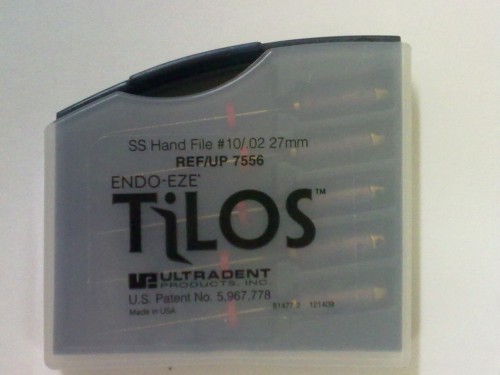 SS Hand File #10/.02 27mm
REF/UP 7556
ENDO-EZE®
TiLOS™
ULTRADENT
PRODUCTS, INC.
U.S. Patent No. 5,967,778
Made in USA